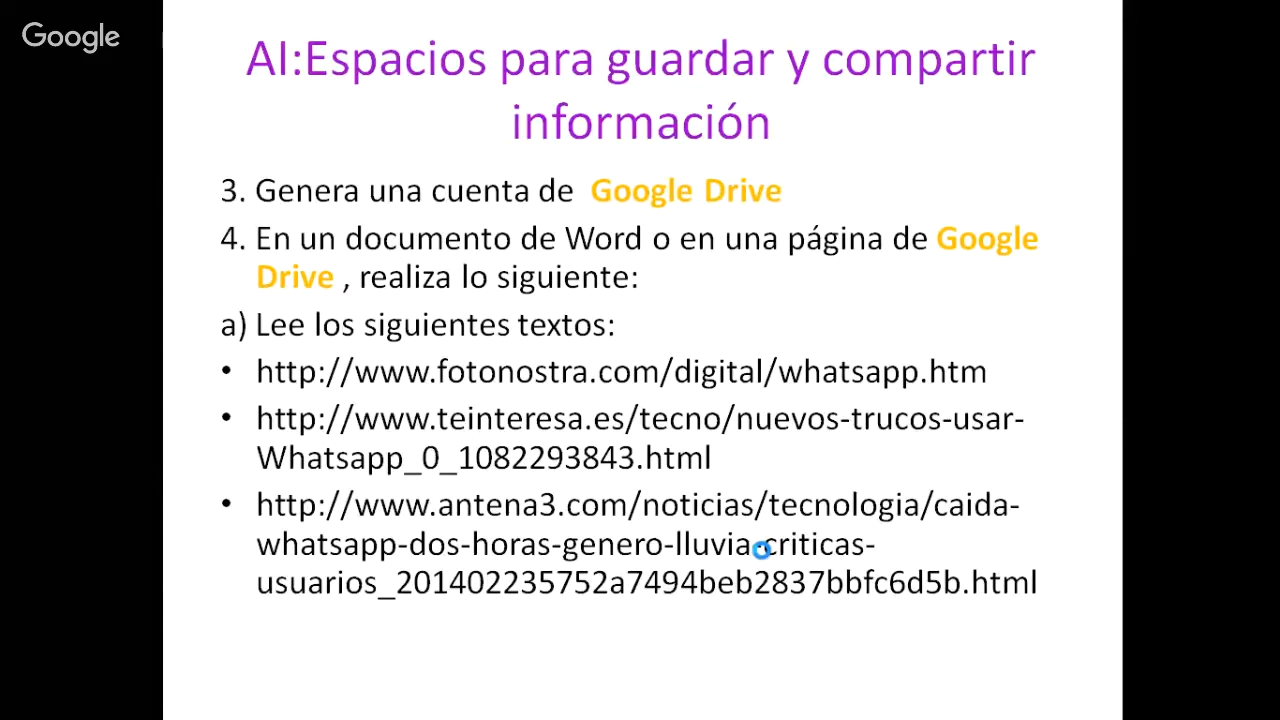 Google
AI:Espacios para guardar y compartir
información
3. Genera una cuenta de Google Drive
4. En un documento de Word o en una página de Google
Drive , realiza lo siguiente:
a) Lee los siguientes textos:
• http://www.fotonostra.com/digital/whatsapp.htm
• http://www.teinteresa.es/tecno/nuevos-trucos-usar-
Whatsapp_0_1082293843.html
• http://www.antena3.com/noticias/tecnologia/caida-
whatsapp-dos-horas-genero-lluvia-criticas-
usuarios_201402235752a7494beb2837bbfc6d5b.html